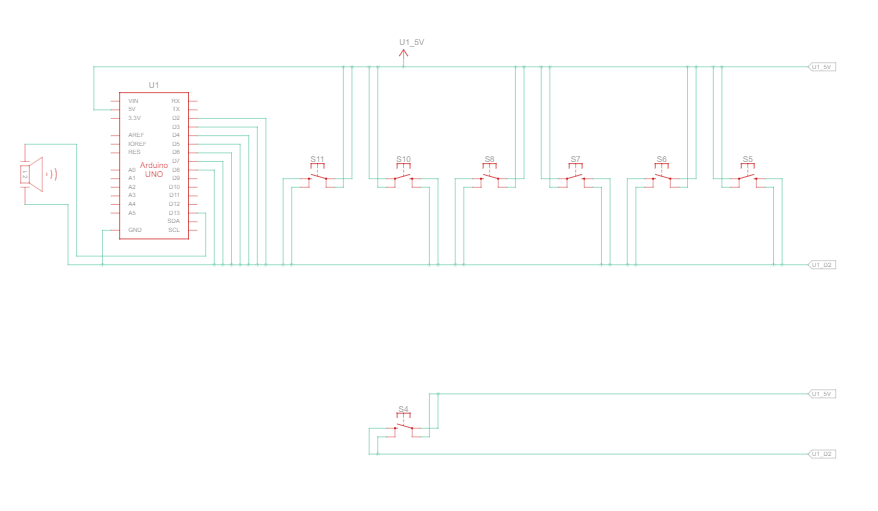 U1_5V
U1_5V
U1
VIN
5V
3.3V
AREF
IOREF
RES
A0
A1
A2
A3
A4
A5
GND
Arduino
UNO
RX
TX
D2
D3
D4
D5
D6
D7
D8
D9
D10
D11
D12
D13
SDA
SCL
S11
S10
S8
S7
S6
S5
U1_D2
S4
U1_5V
U1_D2